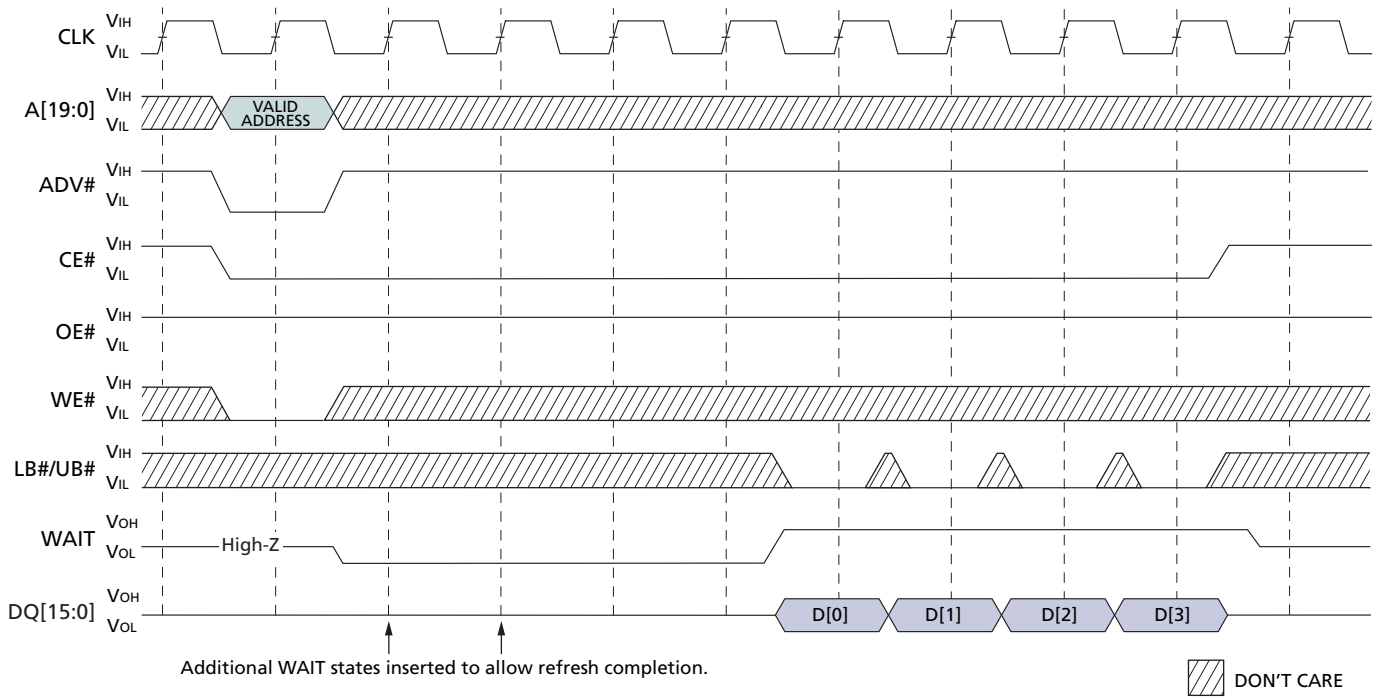 CLK
VIH
VIL
A[19:0]
VIH
VIL
VALID
ADDRESS
ADV#
VIH
VIL
CE#
VIH
VIL
OE#
VIH
VIL
WE#
VIH
VIL
LB#/UB#
VIH
VIL
WAIT
VOH
VOL
High-Z
DQ[15:0]
VOH
VOL
D[0]
D[1]
D[2]
D[3]
Additional WAIT states inserted to allow refresh completion.
DON'T CARE